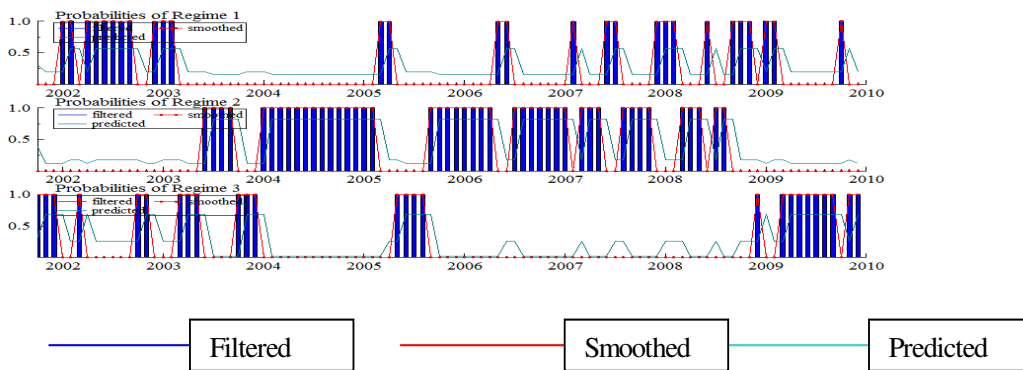 1.0 Probabilities of Regime 1
filtered smoothed
predicted
0.5
2002 2003 2004 2005 2006 2007 2008 2009 2010
1.0 Probabilities of Regime 2
filtered smoothed
predicted
0.5
2002 2003 2004 2005 2006 2007 2008 2009 2010
1.0 Probabilities of Regime 3
filtered smoothed
predicted
0.5
2002 2003 2004 2005 2006 2007 2008 2009 2010
Filtered Smoothed Predicted